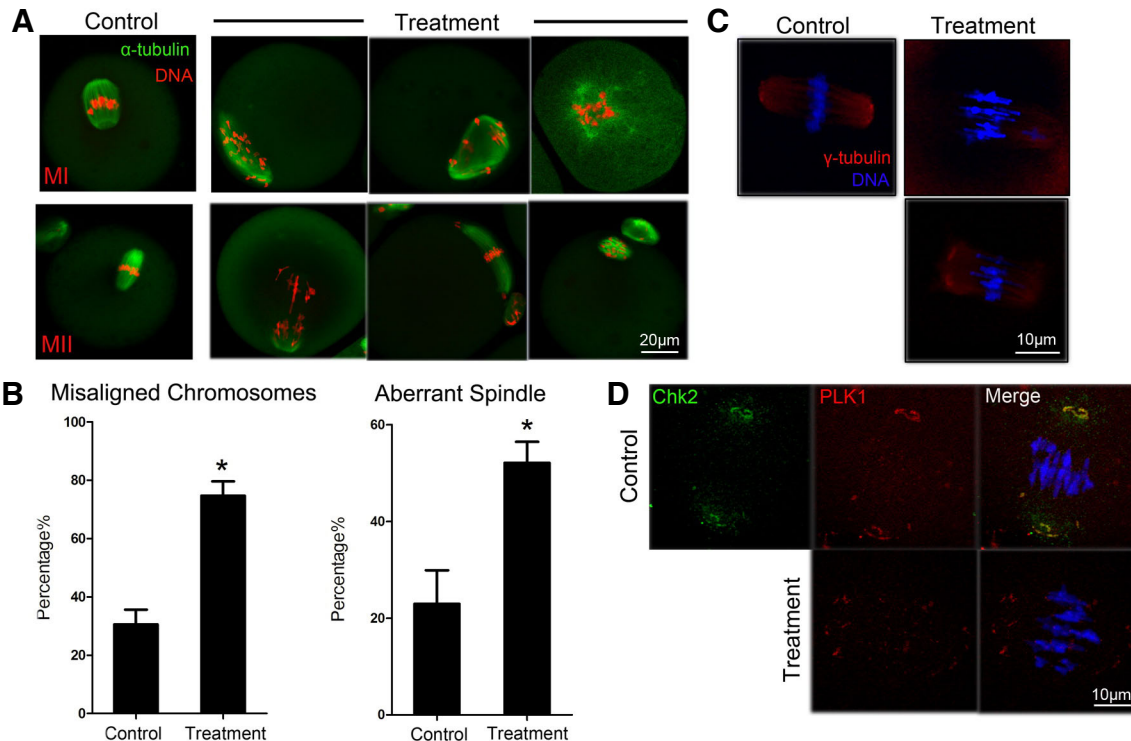 A
Control
Treatment
α-tubulin
DNA
MI
MII
20μm
B
Misaligned Chromosomes
Percentage%
100
80
60
40
20
0
*
Control
Treatment
Aberrant Spindle
Percentage%
60
40
20
0
*
Control
Treatment
C
Control
Treatment
γ-tubulin
DNA
10μm
D
Chk2
PLK1
Merge
Control
Treatment
10μm